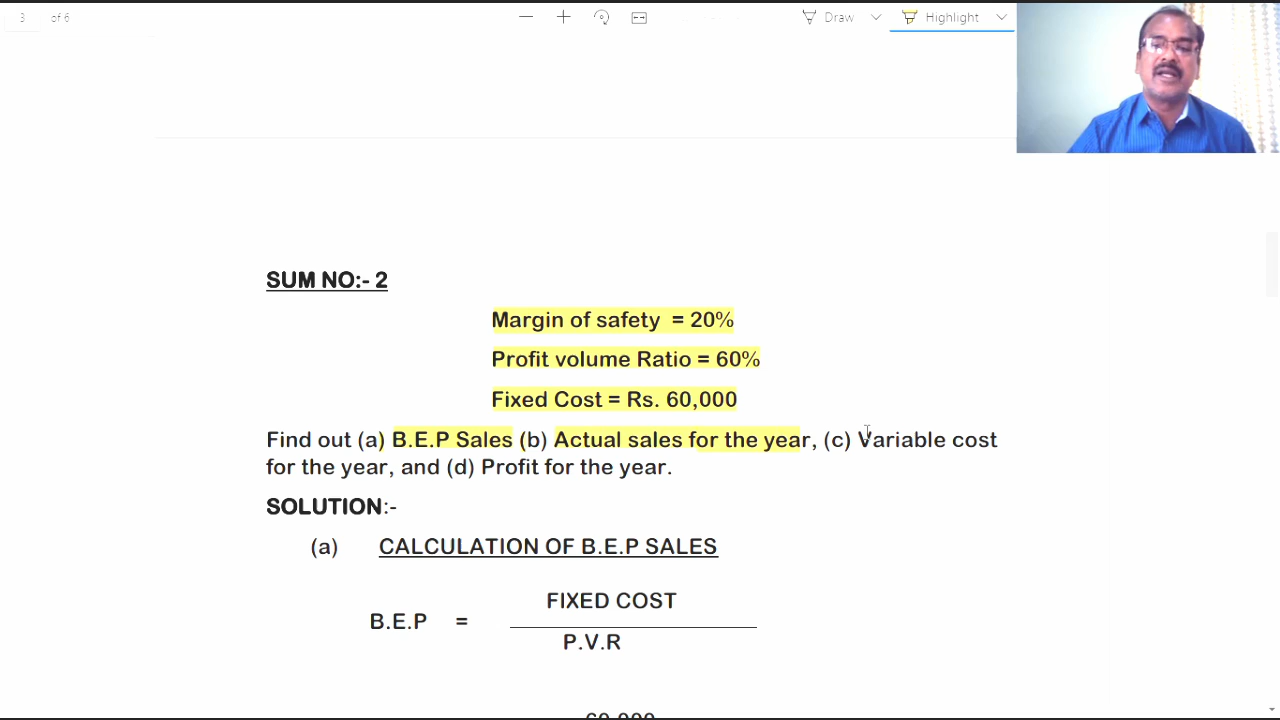 3 of 6
Draw
Highlight
SUM NO:- 2
Margin of safety = 20%
Profit volume Ratio = 60%
Fixed Cost = Rs. 60,000
Find out (a) B.E.P Sales (b) Actual sales for the year, (c) Variable cost
for the year, and (d) Profit for the year.
SOLUTION:-
(a) CALCULATION OF B.E.P SALES
FIXED COST
B.E.P =
P.V.R
60,000